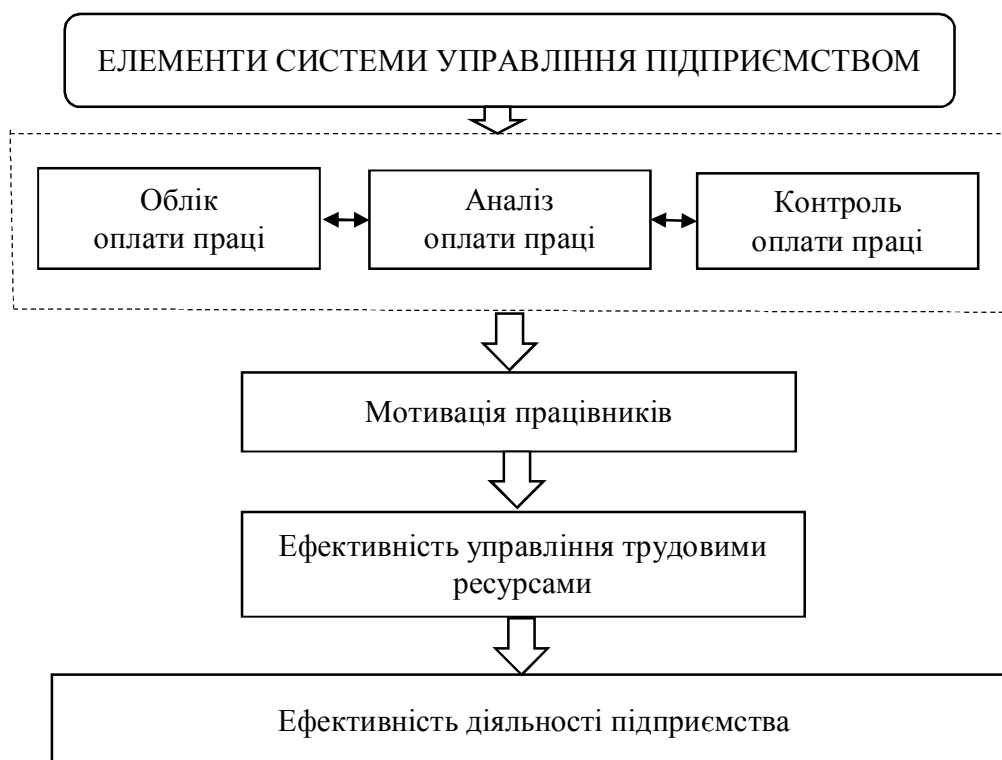 ЕЛЕМЕНТИ СИСТЕМИ УПРАВЛІННЯ ПІДПРИЄМСТВОМ
Облік
оплати праці
Аналіз
оплати праці
Контроль
оплати праці
Мотивація працівників
Ефективність управління трудовими
ресурсами
Ефективність діяльності підприємства